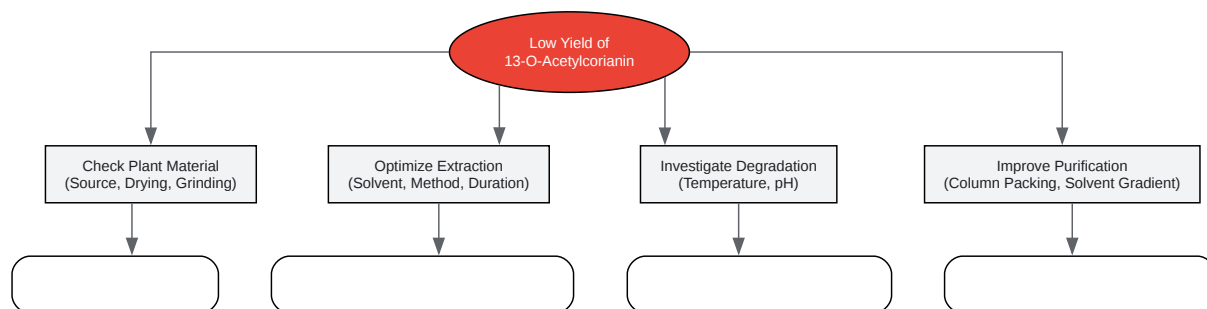 Low Yield of
13-O-Acetylcorianin
Check Plant Material
(Source, Drying, Grinding)
Optimize Extraction
(Solvent, Method, Duration)
Investigate Degradation
(Temperature, pH)
Improve Purification
(Column Packing, Solvent Gradient)